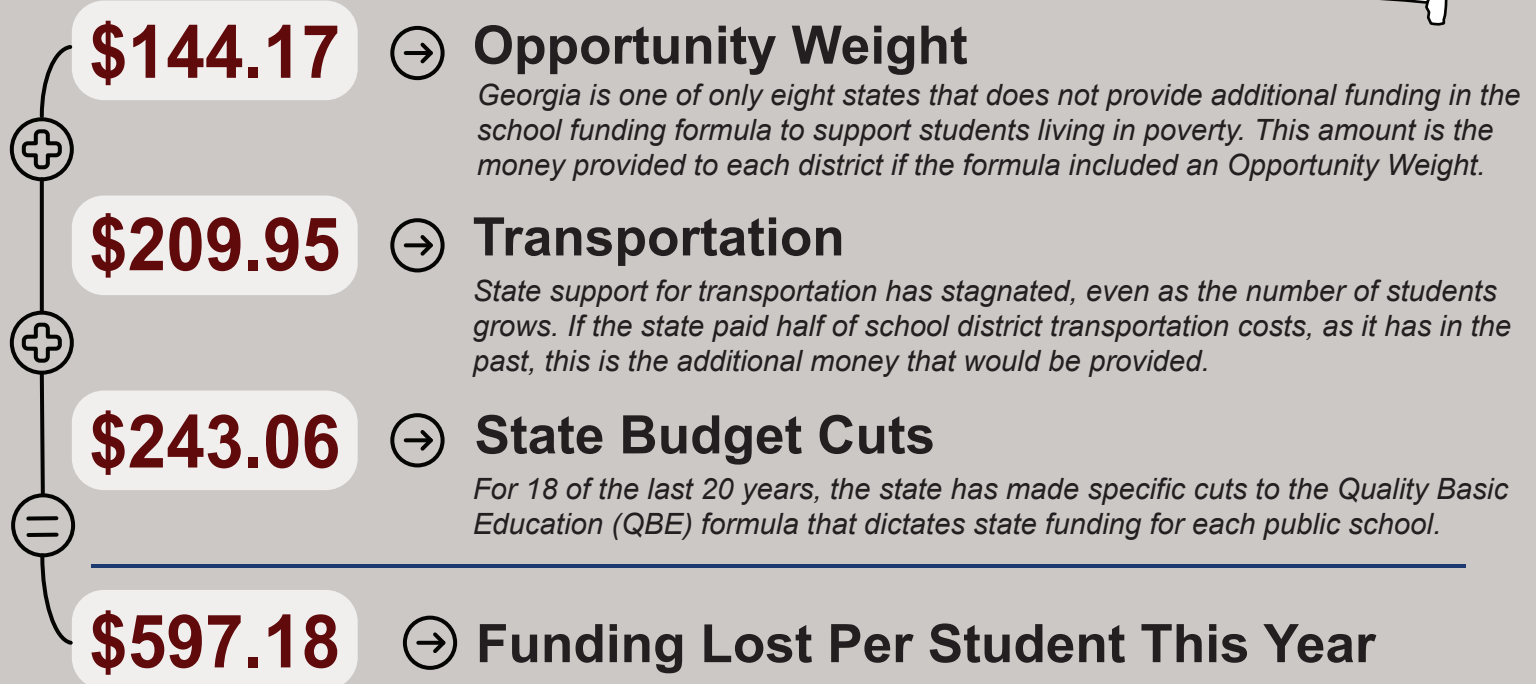 $144.17
Opportunity Weight
Georgia is one of only eight states that does not provide additional funding in the
school funding formula to support students living in poverty. This amount is the
money provided to each district if the formula included an Opportunity Weight.
$209.95
Transportation
State support for transportation has stagnated, even as the number of students
grows. If the state paid half of school district transportation costs, as it has in the
past, this is the additional money that would be provided.
$243.06
State Budget Cuts
For 18 of the last 20 years, the state has made specific cuts to the Quality Basic
Education (QBE) formula that dictates state funding for each public school.
$597.18
Funding Lost Per Student This Year